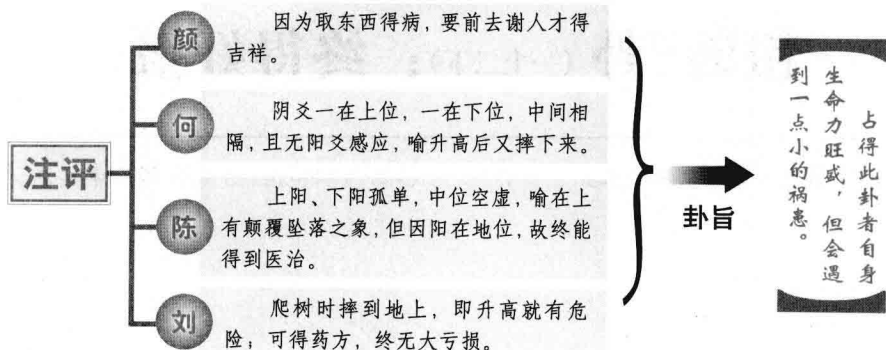 注评
颜
因为取东西得病，要前去谢人才得
吉祥。
何
阴爻一在上位，一在下位，中间相
隔，且无阳爻感应，喻升高后又摔下来。
陈
上阳、下阳孤单，中位空虚，喻在上
有颠覆坠落之象，但因阳在地位，故终能
得到医治。
刘
爬树时摔到地上，即升高就有危
险；可得药方，终无大亏损。
卦旨
占得此卦者自身
生命力旺盛，但会遇
到一点小的祸患。